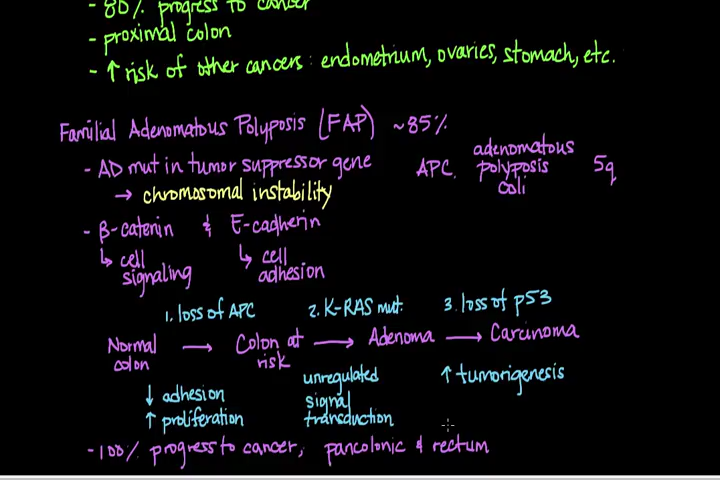 - 80% progress to cancer
- proximal colon
- ↑ risk of other cancers: endometrium, ovaries, stomach, etc.
Familial Adenomatous Polyposis (FAP) ~85%
- AD mut in tumor suppressor gene APC. adenomatous polyposis coli 5q
→ chromosomal instability
- β-catenin & E-cadherin
↳ cell signaling ↳ cell adhesion
1. loss of APC 2. K-RAS mut. 3. loss of p53
Normal colon → Colon at risk → Adenoma → Carcinoma
↓ adhesion
↑ proliferation
unregulated signal transduction
↑ tumorigenesis
- 100% progress to cancer, pancolonic & rectum